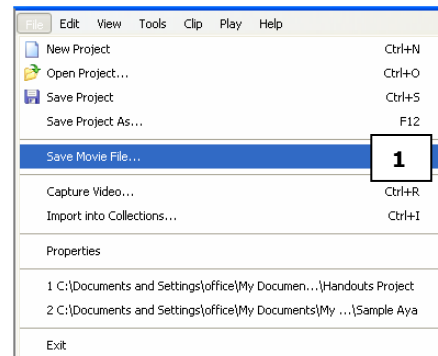 File Edit View Tools Clip Play Help
New Project Ctrl+N
Open Project... Ctrl+O
Save Project Ctrl+S
Save Project As... F12
Save Movie File... 1
Capture Video... Ctrl+R
Import into Collections... Ctrl+I
Properties
1 C:\Documents and Settings\office\My Documen...\Handouts Project
2 C:\Documents and Settings\office\My Documents\My ...\Sample Aya
Exit